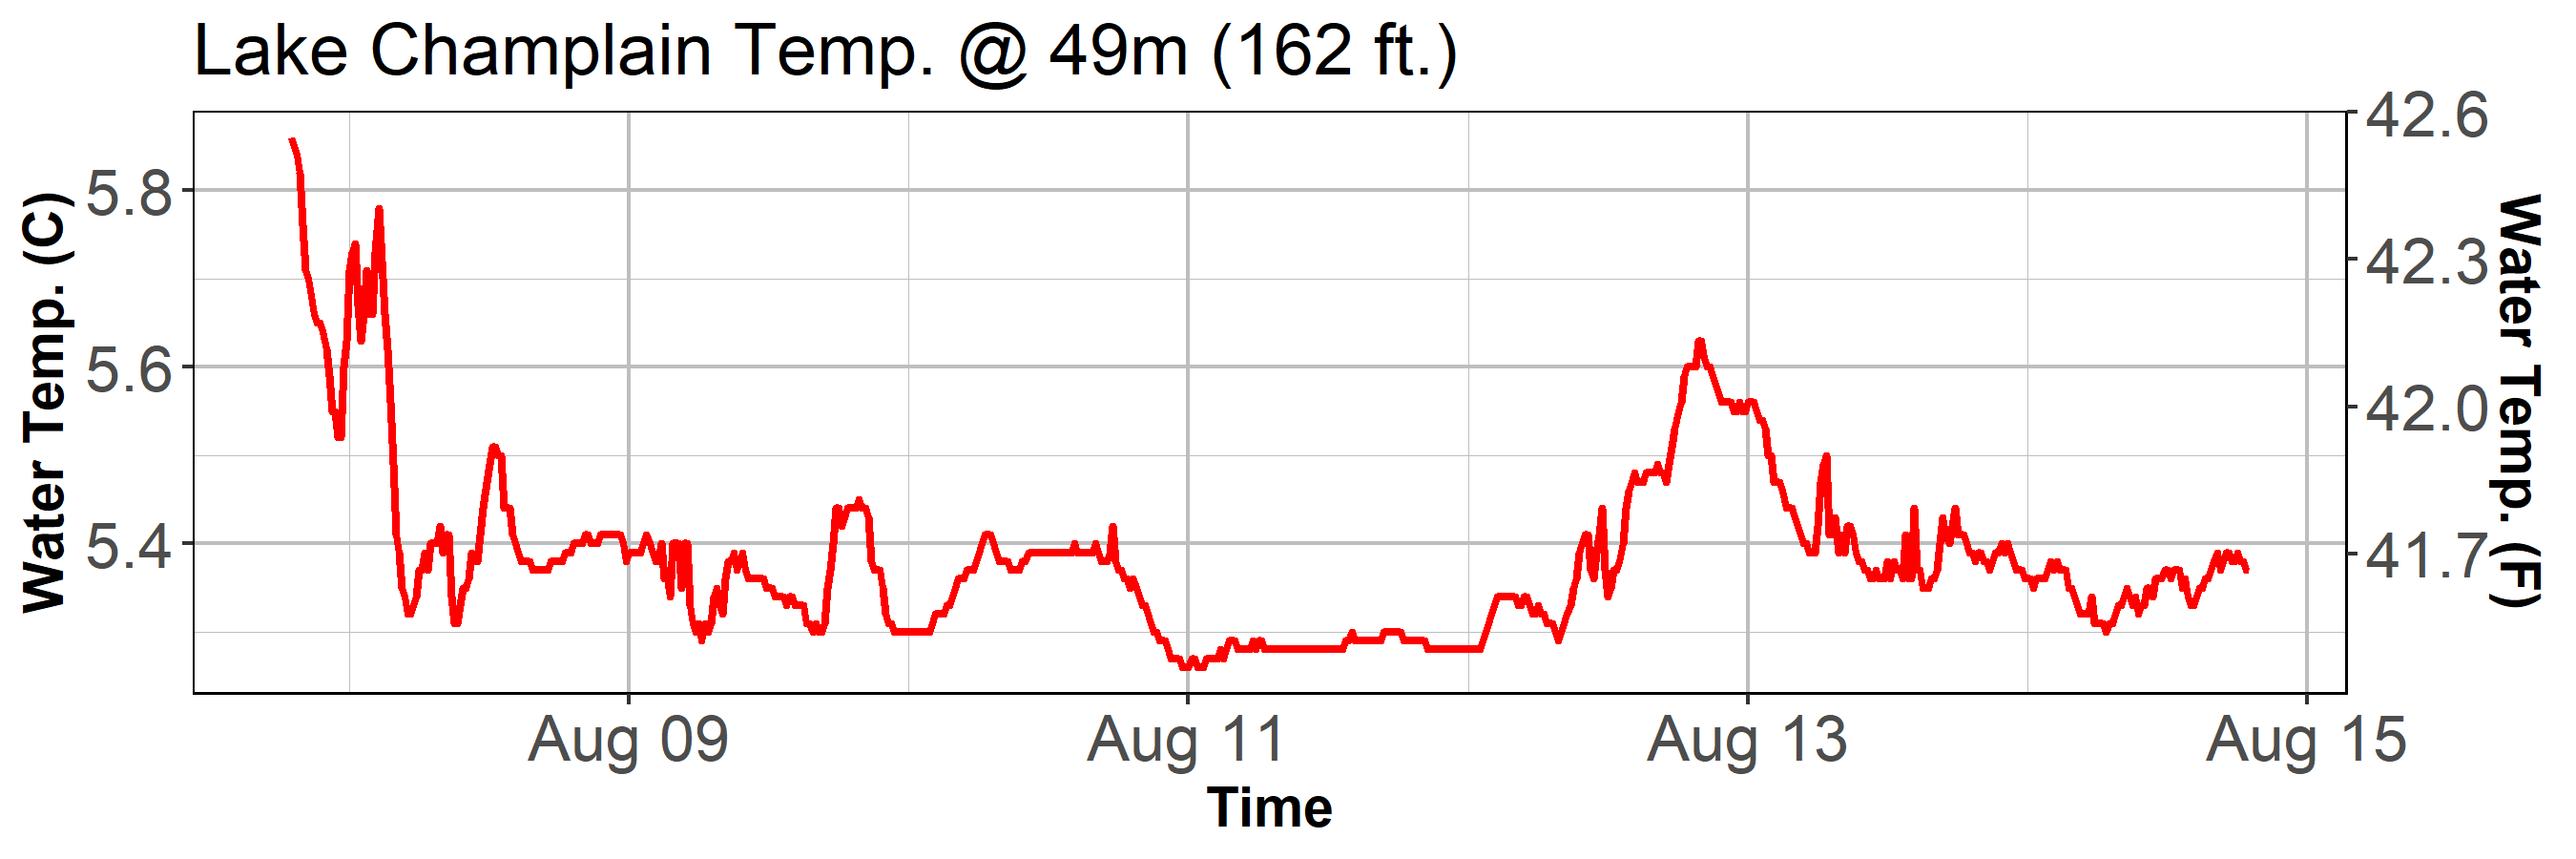 Lake Champlain Temp. @ 49m (162 ft.)
Water Temp. (C)
5.8
5.6
5.4
42.6
42.3
42.0
41.7
Water Temp. (F)
Aug 09
Aug 11
Aug 13
Aug 15
Time